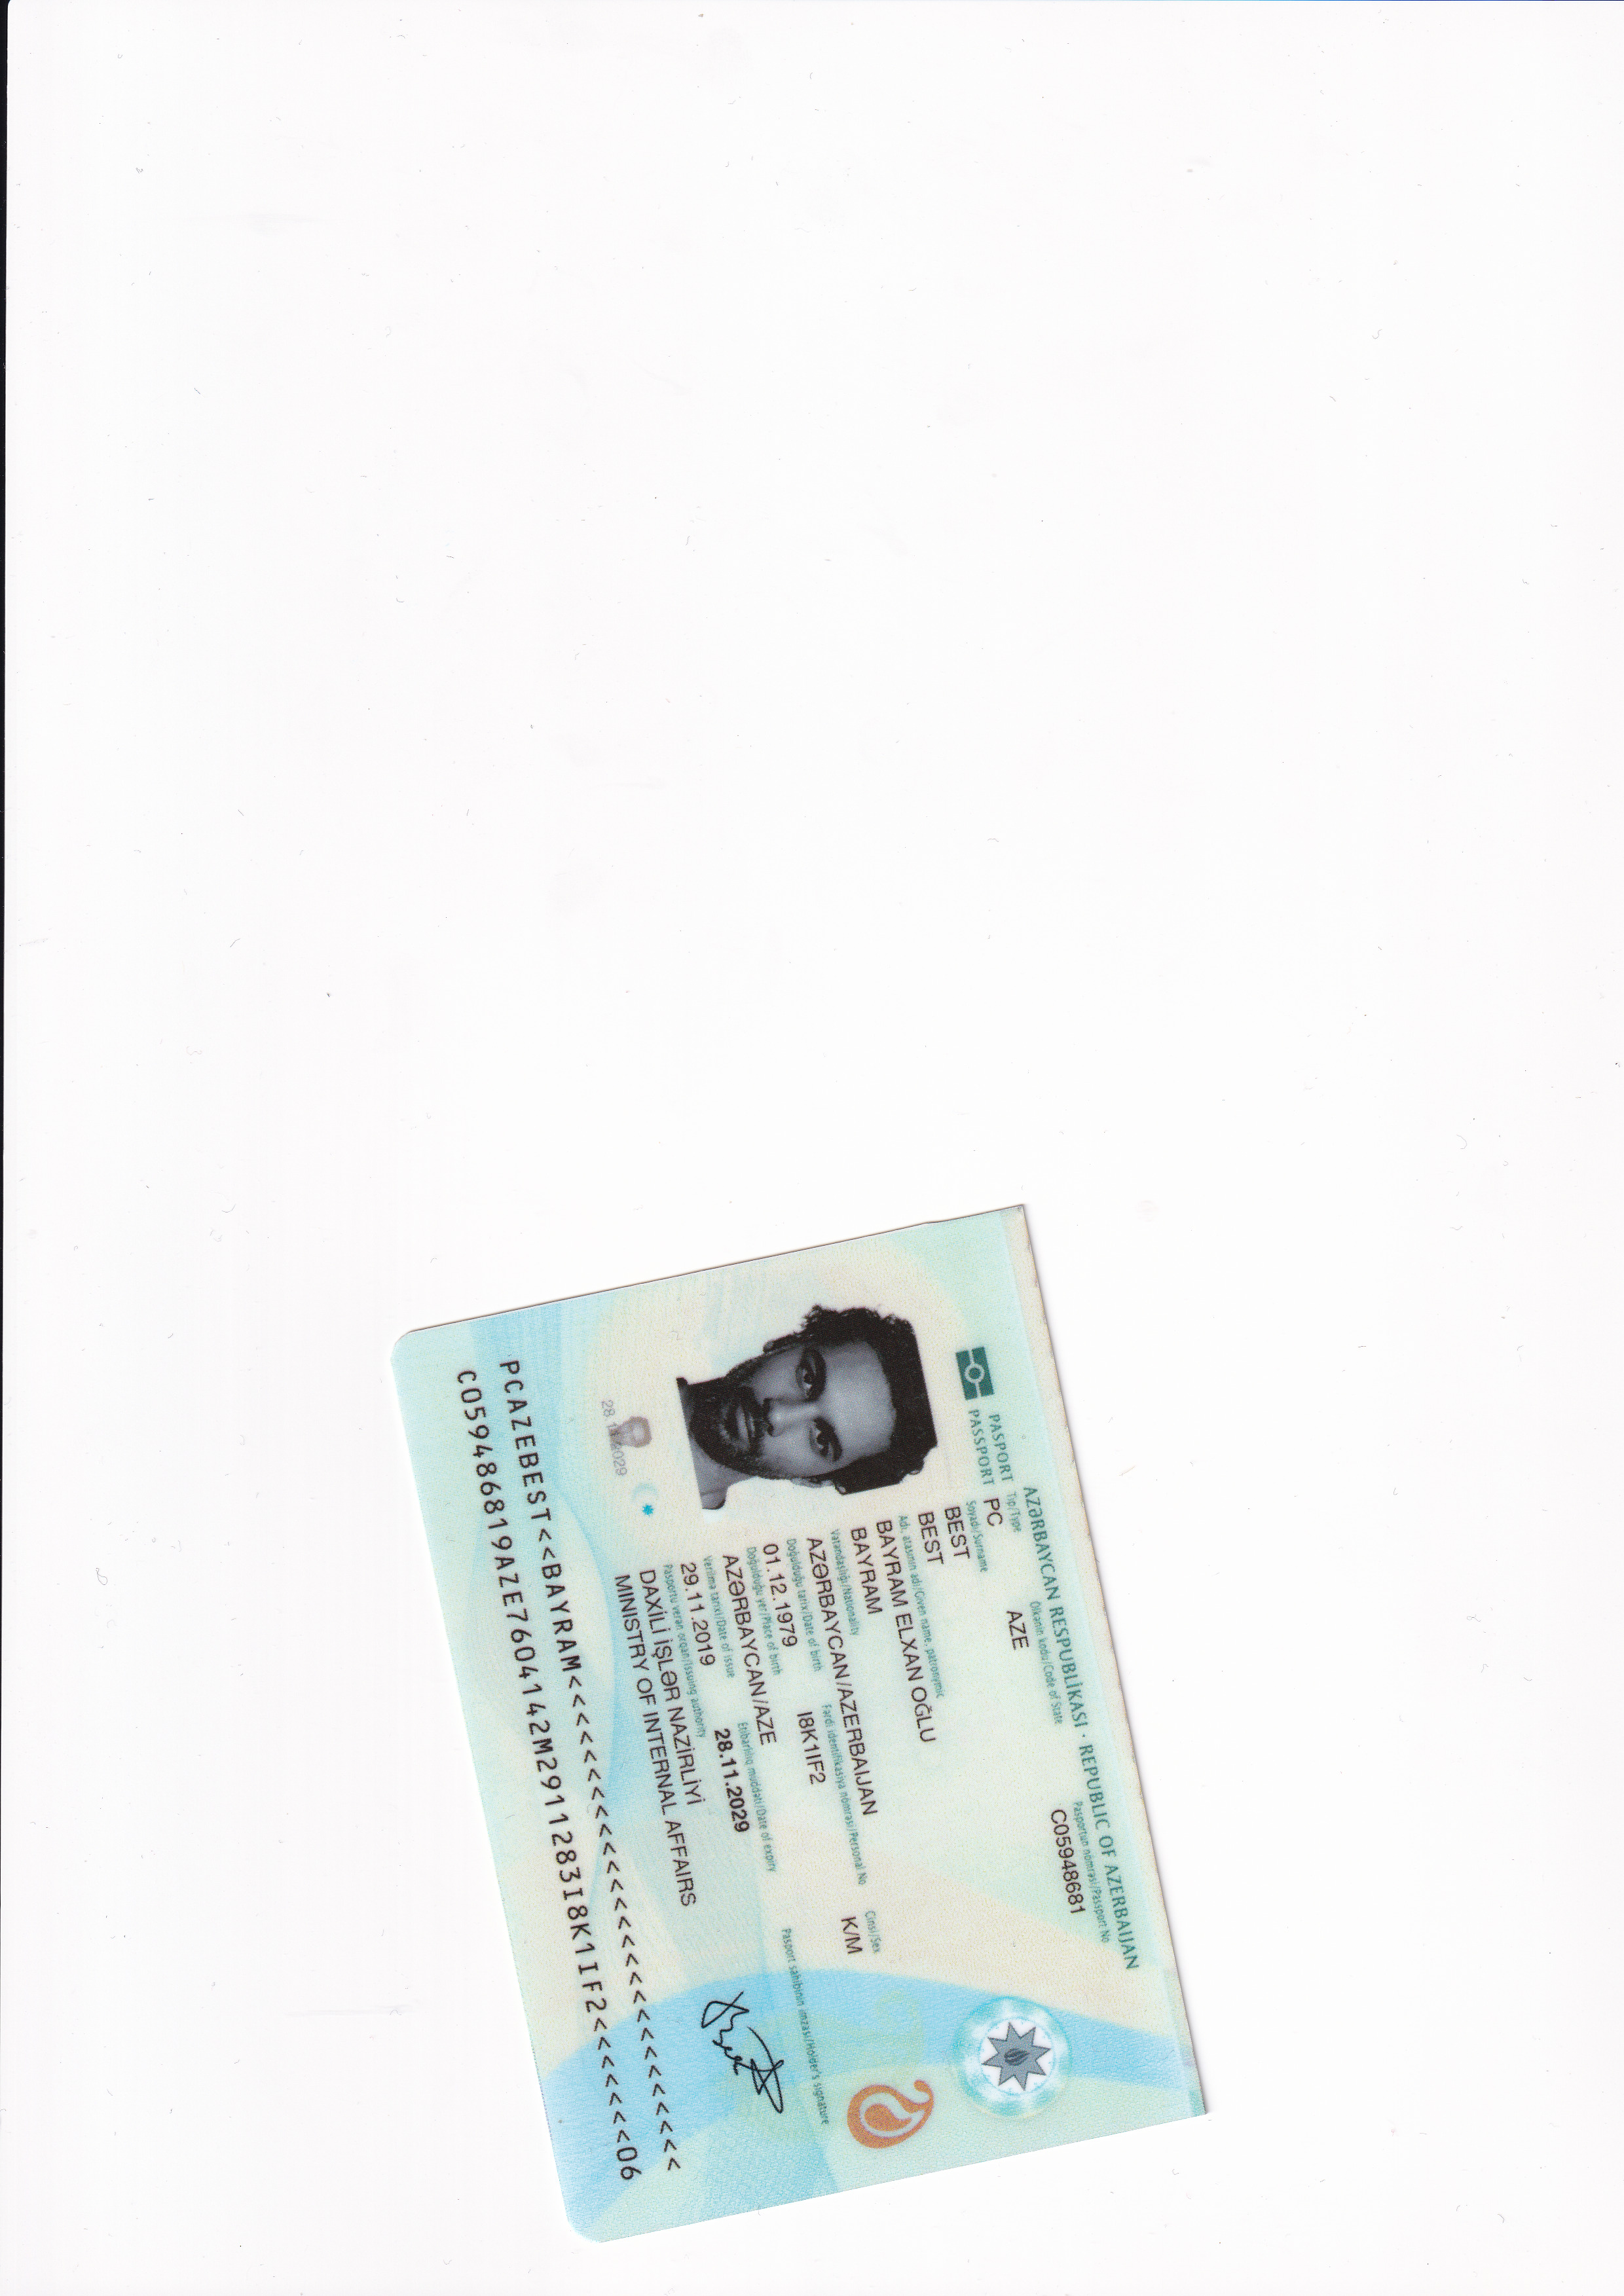 AZƏRBAYCAN RESPUBLİKASI · REPUBLIC OF AZERBAIJAN
PASPORT
PASSPORT
Tip/Type
PC
Ölkənin kodu/Code of State
AZE
Pasportun nömrəsi/Passport No
C05948681
Soyadı/Surname
BEST
BEST
Adı, atasının adı/Given name, patronymic
BAYRAM ELXAN OĞLU
BAYRAM
Vətəndaşlığı/Nationality
AZƏRBAYCAN/AZERBAIJAN
Doğulduğu tarix/Date of birth
01.12.1979
Fərdi identifikasiya nömrəsi/Personal No
I8K1IF2
Cinsi/Sex
K/M
Doğulduğu yer/Place of birth
AZƏRBAYCAN/AZE
Verilmə tarixi/Date of issue
29.11.2019
Etibarlılıq müddəti/Date of expiry
28.11.2029
Pasportu verən orqan/Issuing authority
DAXİLİ İŞLƏR NAZİRLİYİ
MINISTRY OF INTERNAL AFFAIRS
Pasport sahibinin imzası/Holder's signature
28.11.2029
PCAZEBEST<<BAYRAM<<<<<<<<<<<<<<<<<<<<<<<<<<<
C059486819AZE7604142M2911283I8K1IF2<<<<<<<06